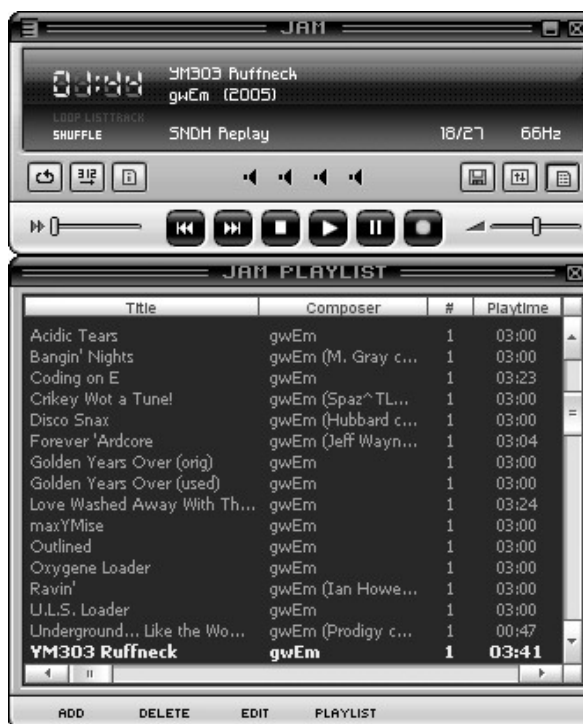 JAM
01:44
YM303 Ruffneck
gwEm (2005)
LOOP LIST TRACK
SHUFFLE SNDH Replay 18/27 66Hz
JAM PLAYLIST
Title Composer # Playtime
Acidic Tears gwEm 1 03:00
Bangin' Nights gwEm (M. Gray c... 1 03:00
Coding on E gwEm 1 03:23
Crikey Wot a Tune! gwEm (Spaz^TL... 1 03:00
Disco Snax gwEm (Hubbard c... 1 03:00
Forever 'Ardcore gwEm (Jeff Wayn... 1 03:04
Golden Years Over (orig) gwEm 1 03:00
Golden Years Over (used) gwEm 1 03:00
Love Washed Away With Th... gwEm 1 03:24
maxYMise gwEm 1 03:00
Outlined gwEm 1 03:00
Oxygene Loader gwEm 1 03:00
Ravin' gwEm (Ian Howe... 1 03:00
U.L.S. Loader gwEm 1 03:00
Underground... Like the Wo... gwEm (Prodigy c... 1 00:47
YM303 Ruffneck gwEm 1 03:41
ADD DELETE EDIT PLAYLIST